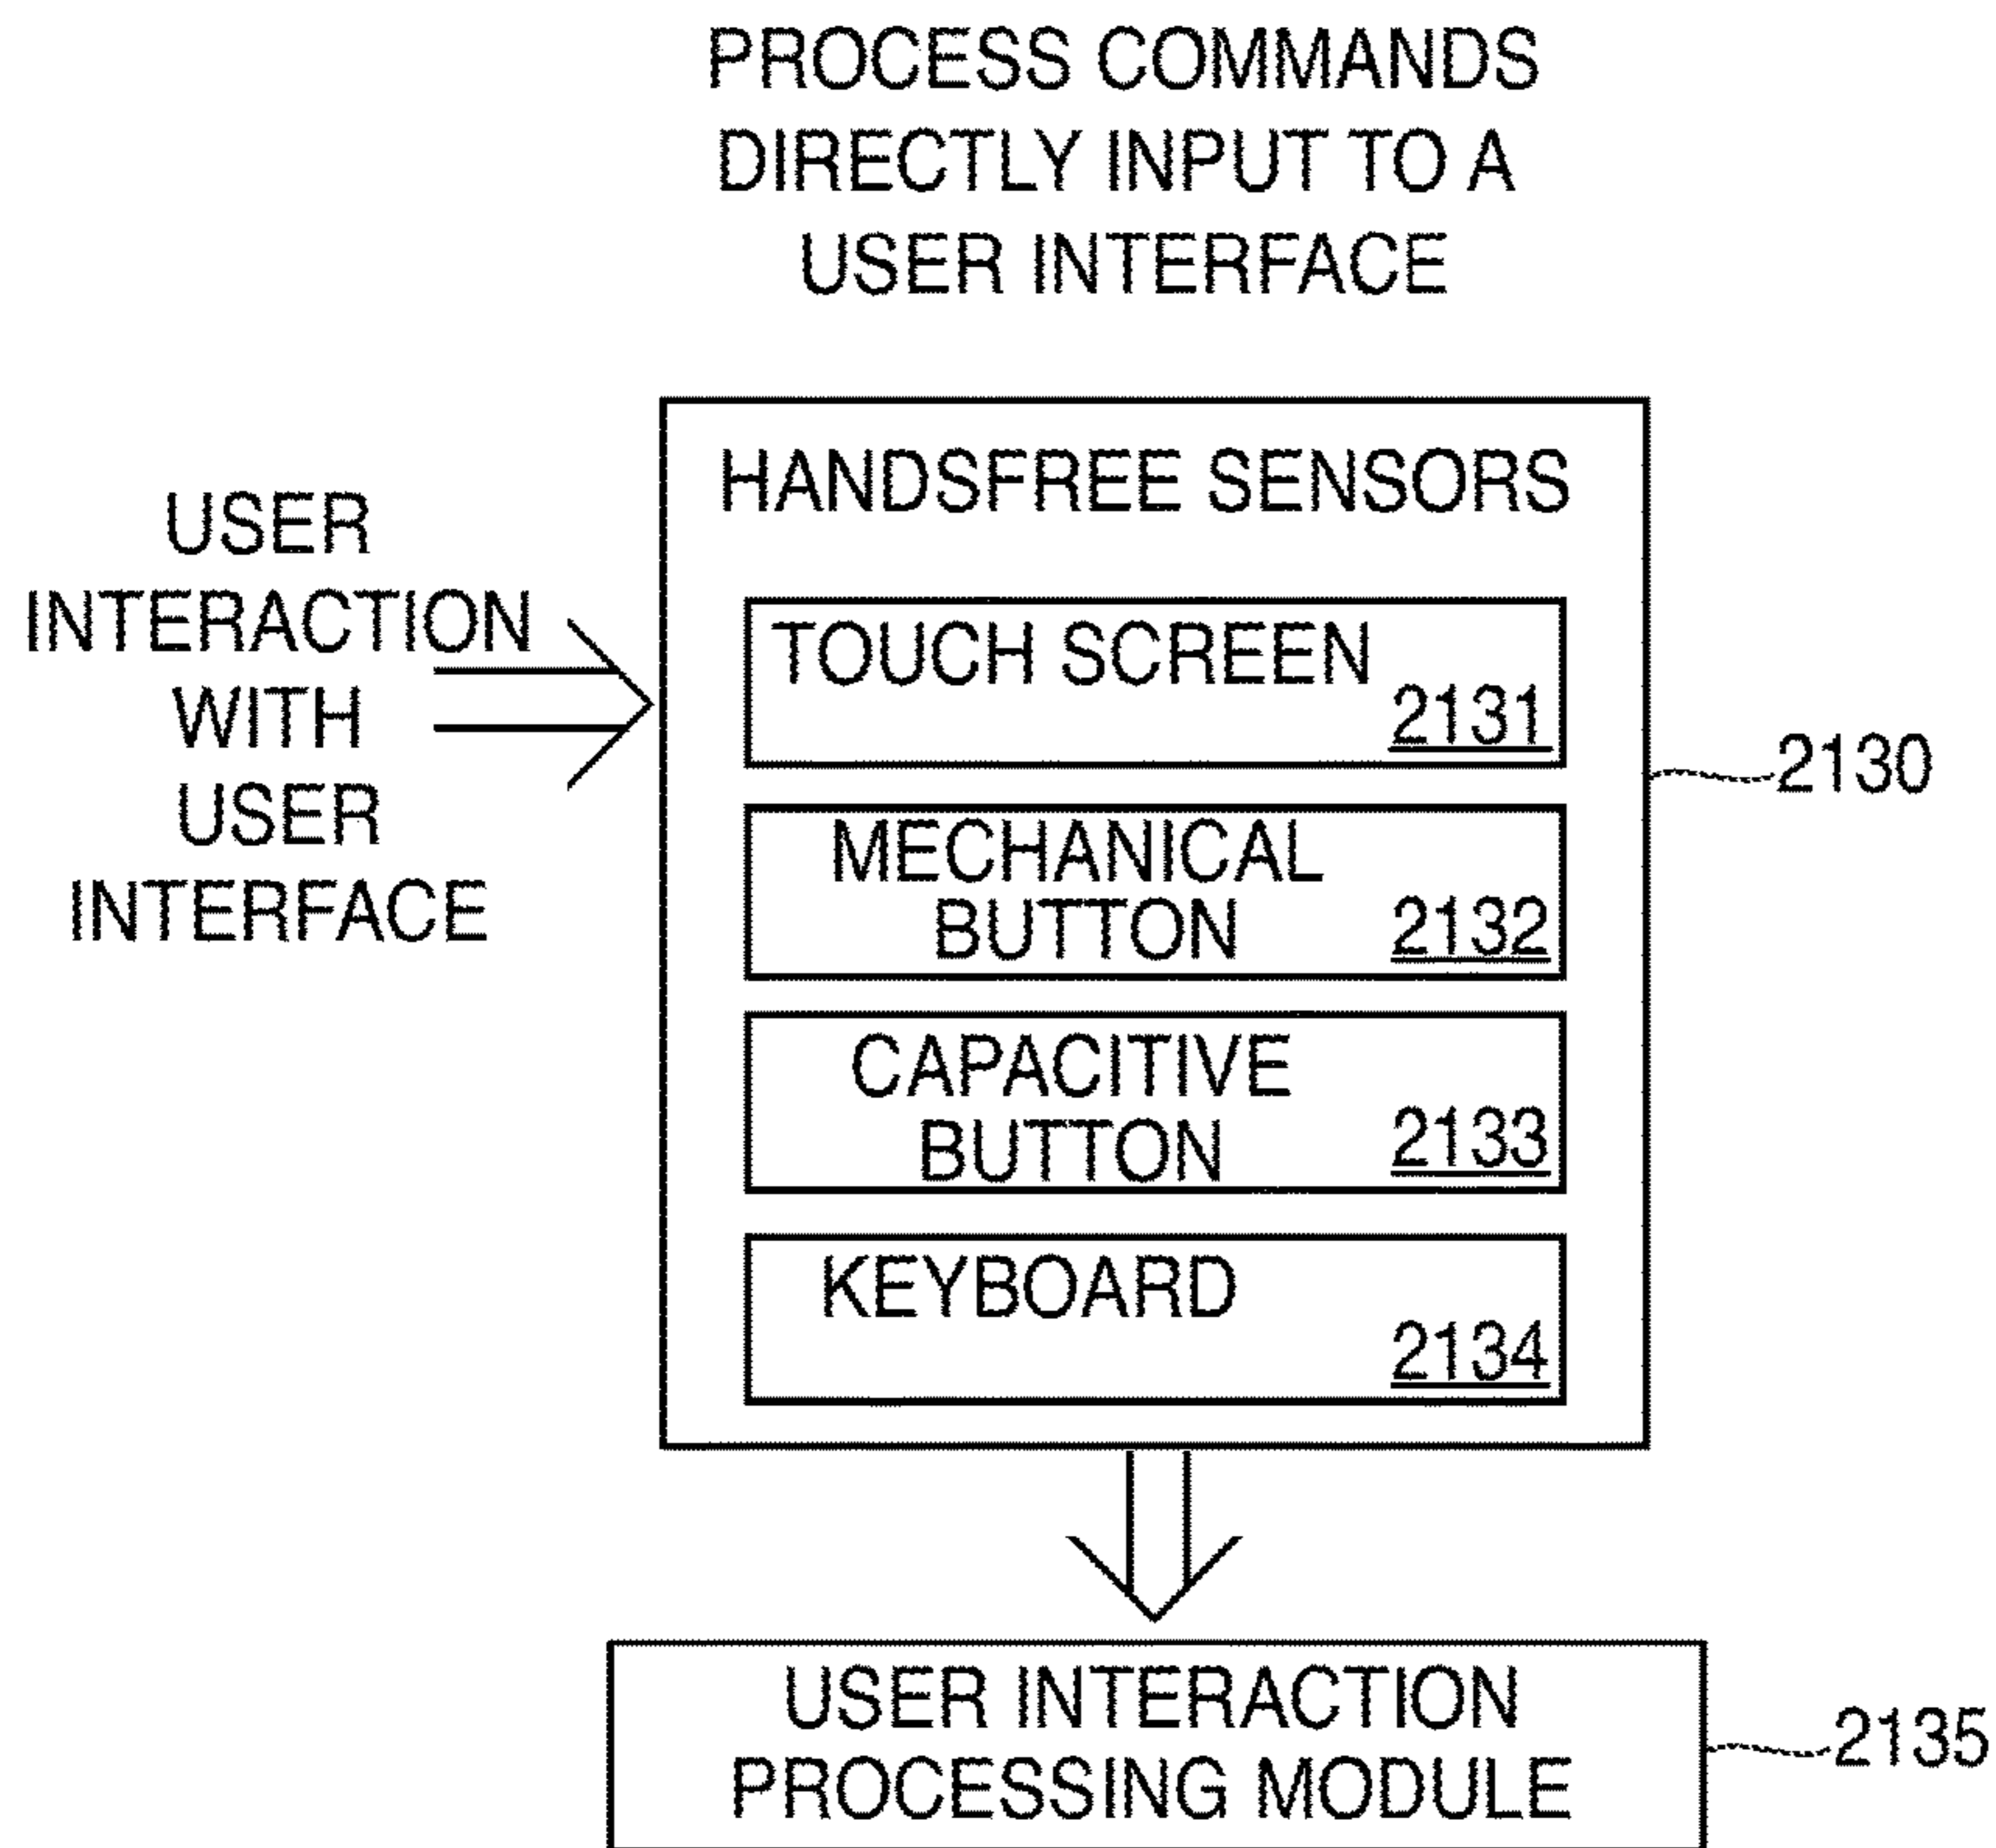 PROCESS COMMANDS
DIRECTLY INPUT TO A
USER INTERFACE
USER
INTERACTION
WITH
USER
INTERFACE
HANDSFREE SENSORS
TOUCH SCREEN
2131
MECHANICAL
BUTTON 2132
CAPACITIVE
BUTTON 2133
KEYBOARD
2134
2130
USER INTERACTION
PROCESSING MODULE
2135